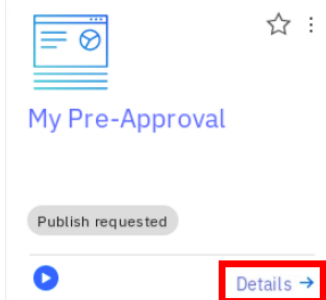 My Pre-Approval
Publish requested
Details →